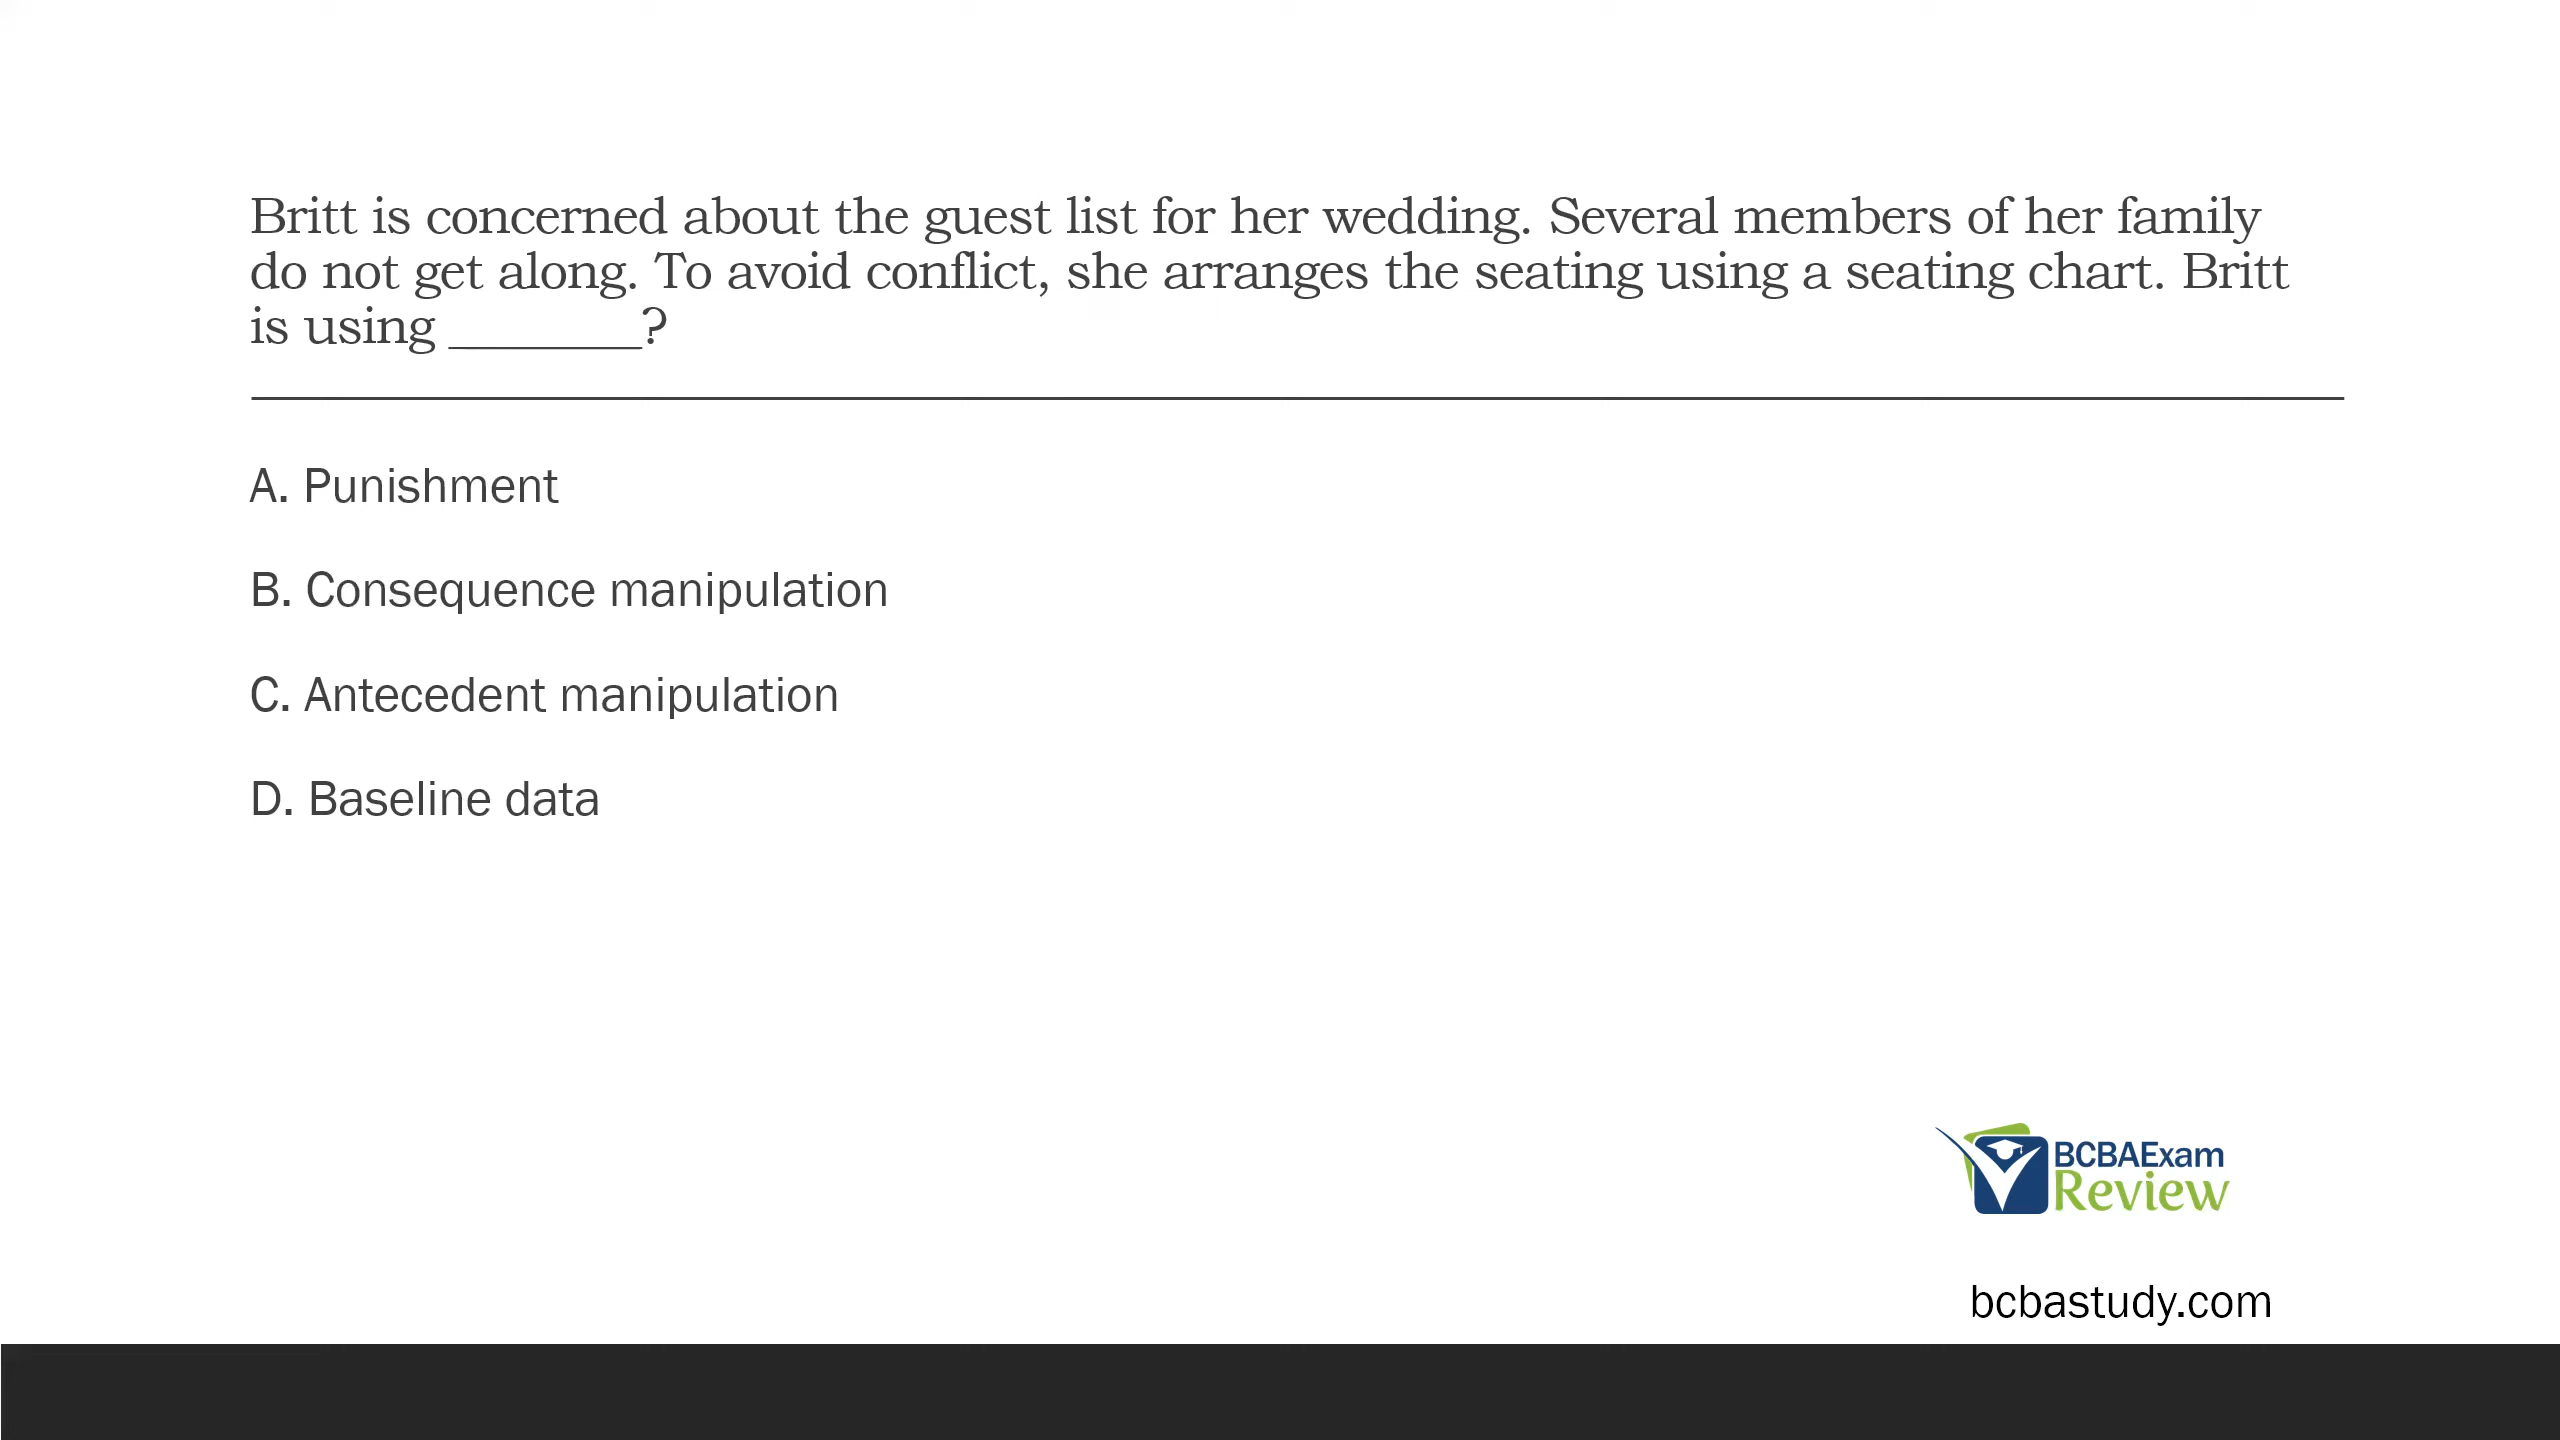 Britt is concerned about the guest list for her wedding. Several members of her family
do not get along. To avoid conflict, she arranges the seating using a seating chart. Britt
is using ________?
A. Punishment
B. Consequence manipulation
C. Antecedent manipulation
D. Baseline data
BCBAExam
Review
bcbastudy.com